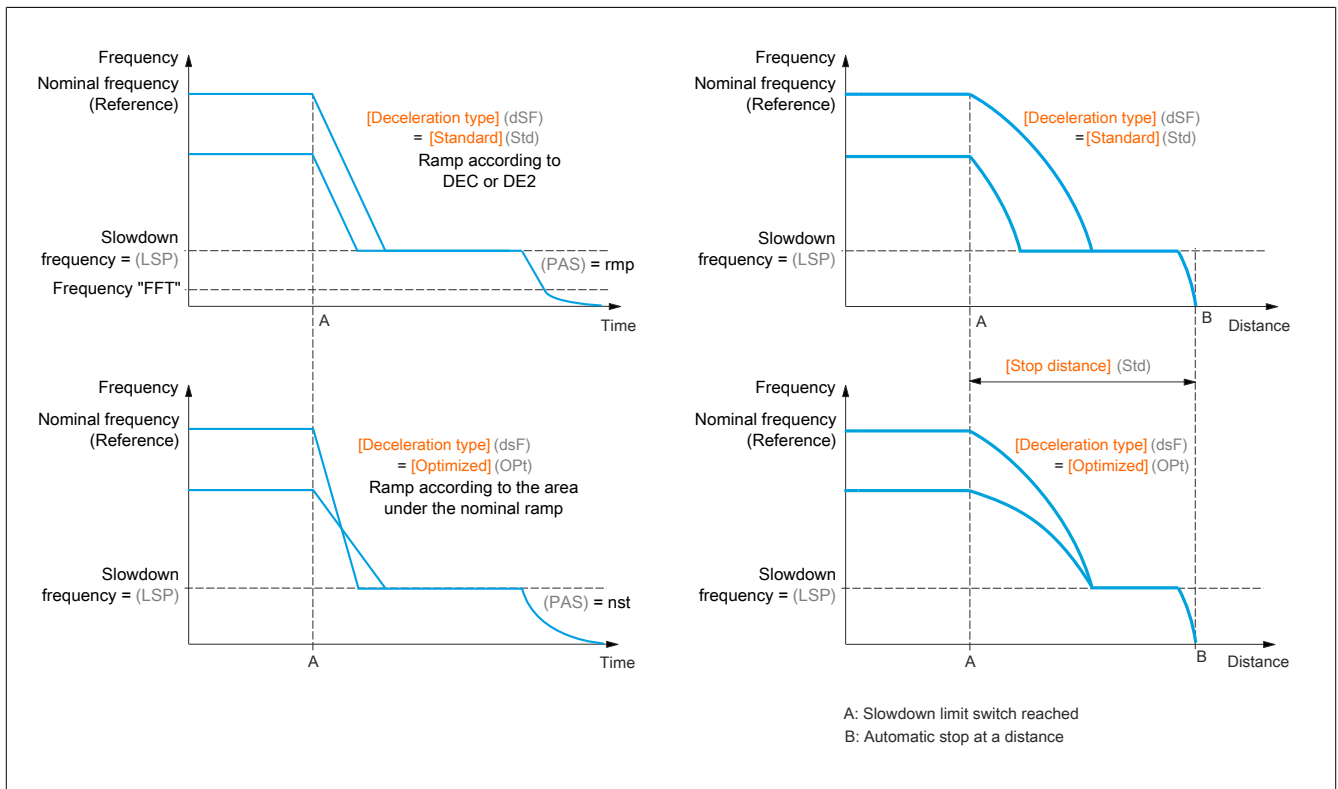 Frequency
Nominal frequency
(Reference)
[Deceleration type] (dSF)
= [Standard] (Std)
Ramp according to
DEC or DE2
Slowdown
frequency = (LSP)
(PAS) = rmp
Frequency "FFT"
A
Time
Frequency
Nominal frequency
(Reference)
[Deceleration type] (dSF)
=[Standard] (Std)
Slowdown
frequency = (LSP)
A
B
Distance
[Stop distance] (Std)
Frequency
Nominal frequency
(Reference)
[Deceleration type] (dsF)
= [Optimized] (OPt)
Ramp according to the area
under the nominal ramp
Slowdown
frequency = (LSP)
(PAS) = nst
A
Time
Frequency
Nominal frequency
(Reference)
[Deceleration type] (dsF)
= [Optimized] (OPt)
Slowdown
frequency = (LSP)
A
B
Distance
A: Slowdown limit switch reached
B: Automatic stop at a distance